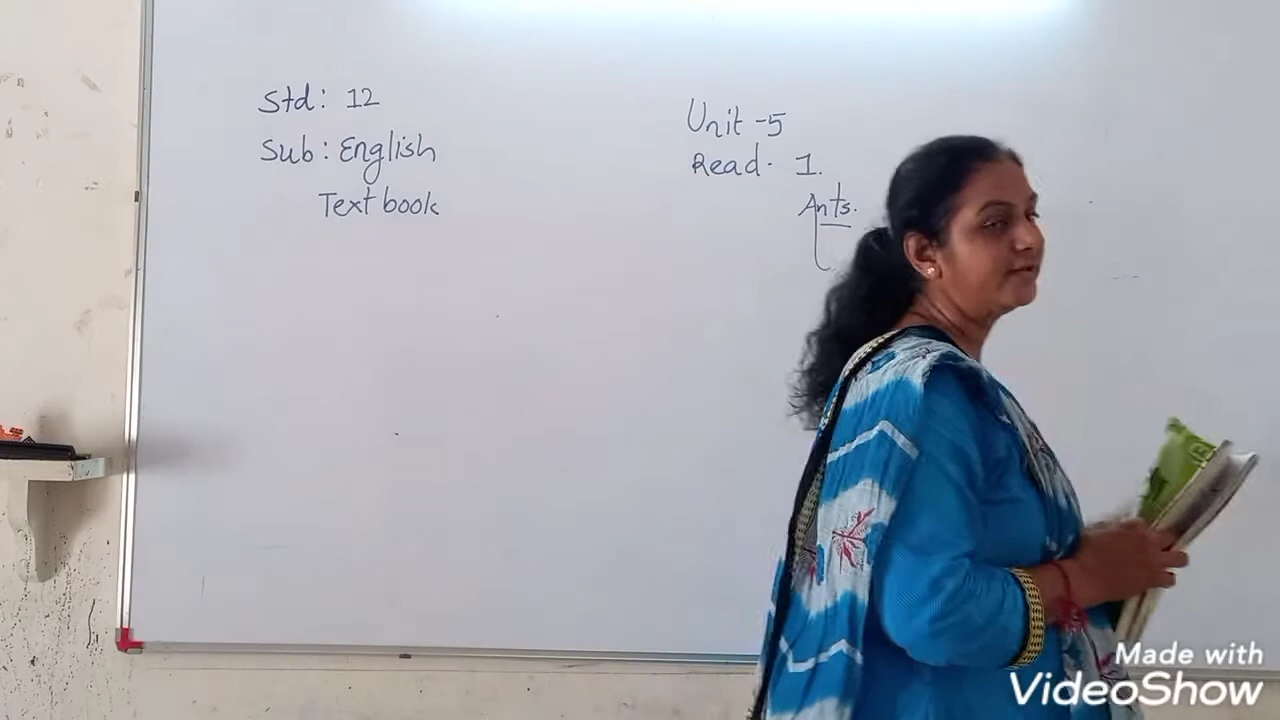 Std: 12
Sub: English
Text book
Unit -5
Read. 1.
Ants.
Made with
VideoShow